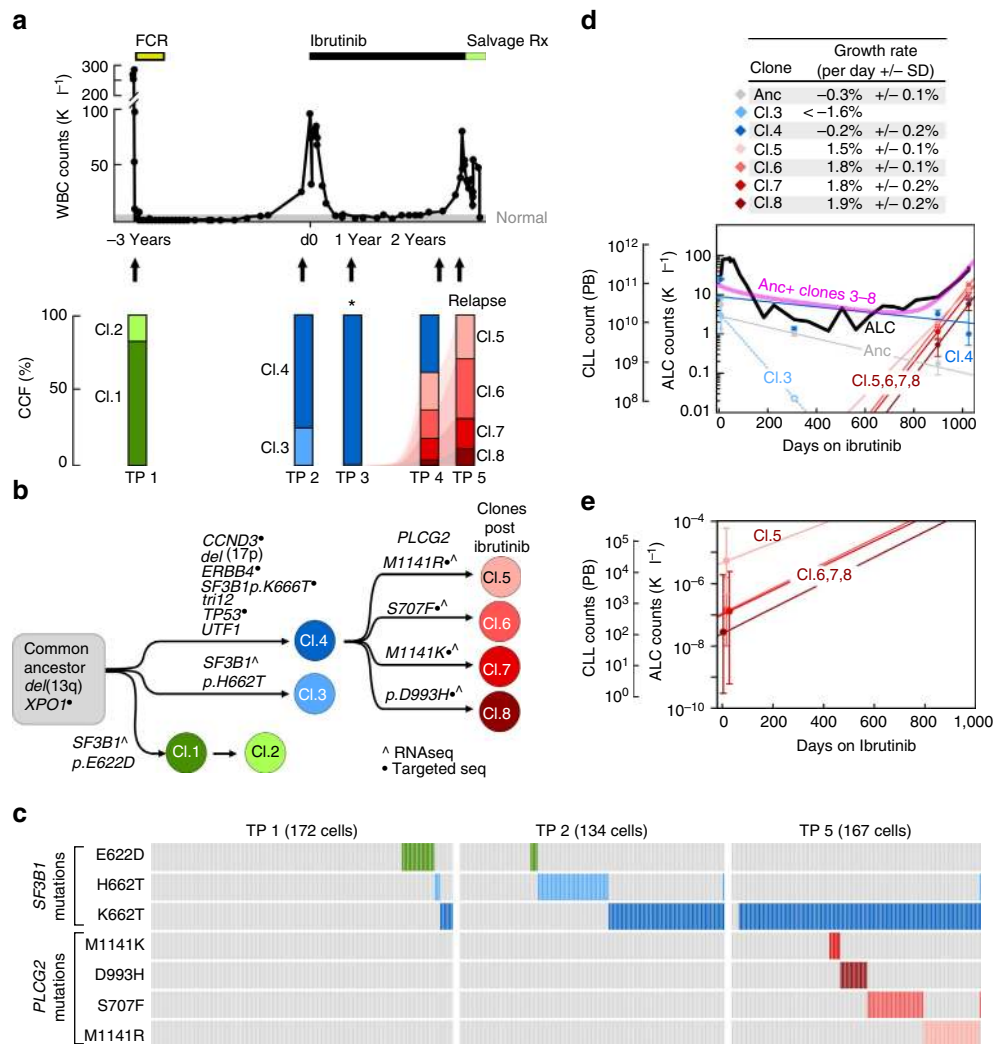 a
FCR
Ibrutinib
Salvage Rx
WBC counts (K l⁻¹)
300
200
100
50
Normal
–3 Years
d0
1 Year
2 Years
*
Relapse
CCF (%)
100
50
0
Cl.2
Cl.1
Cl.4
Cl.3
Cl.5
Cl.6
Cl.7
Cl.8
TP 1
TP 2
TP 3
TP 4
TP 5
b
Common
ancestor
del(13q)
XPO1•
CCND3•
del (17p)
ERBB4•
SF3B1p.K666T•
tri12
TP53•
UTF1
SF3B1^
p.H662T
SF3B1^
p.E622D
Cl.4
Cl.3
Cl.1
Cl.2
PLCG2
M1141R•^
S707F•^
M1141K•^
p.D993H•^
Clones
post
ibrutinib
Cl.5
Cl.6
Cl.7
Cl.8
^ RNAseq
• Targeted seq
c
TP 1 (172 cells)
TP 2 (134 cells)
TP 5 (167 cells)
SF3B1
mutations
E622D
H662T
K662T
PLCG2
mutations
M1141K
D993H
S707F
M1141R
d
Growth rate
Clone (per day +/– SD)
Anc –0.3% +/– 0.1%
Cl.3 < –1.6%
Cl.4 –0.2% +/– 0.2%
Cl.5 1.5% +/– 0.1%
Cl.6 1.8% +/– 0.1%
Cl.7 1.8% +/– 0.2%
Cl.8 1.9% +/– 0.2%
CLL count (PB)
10¹²
10¹¹
10¹⁰
10⁹
10⁸
ALC counts (K l⁻¹)
100
10
1
0.1
0.01
Anc+ clones 3–8
ALC
Anc
Cl.4
Cl.3
Cl.5,6,7,8
0 200 400 600 800 1000
Days on ibrutinib
e
CLL counts (PB)
10⁵
10⁴
10³
10²
10¹
10⁰
ALC counts (K l⁻¹)
10⁻⁴
10⁻⁶
10⁻⁸
10⁻¹⁰
Cl.5
Cl.6,7,8
0 200 400 600 800 1,000
Days on Ibrutinib